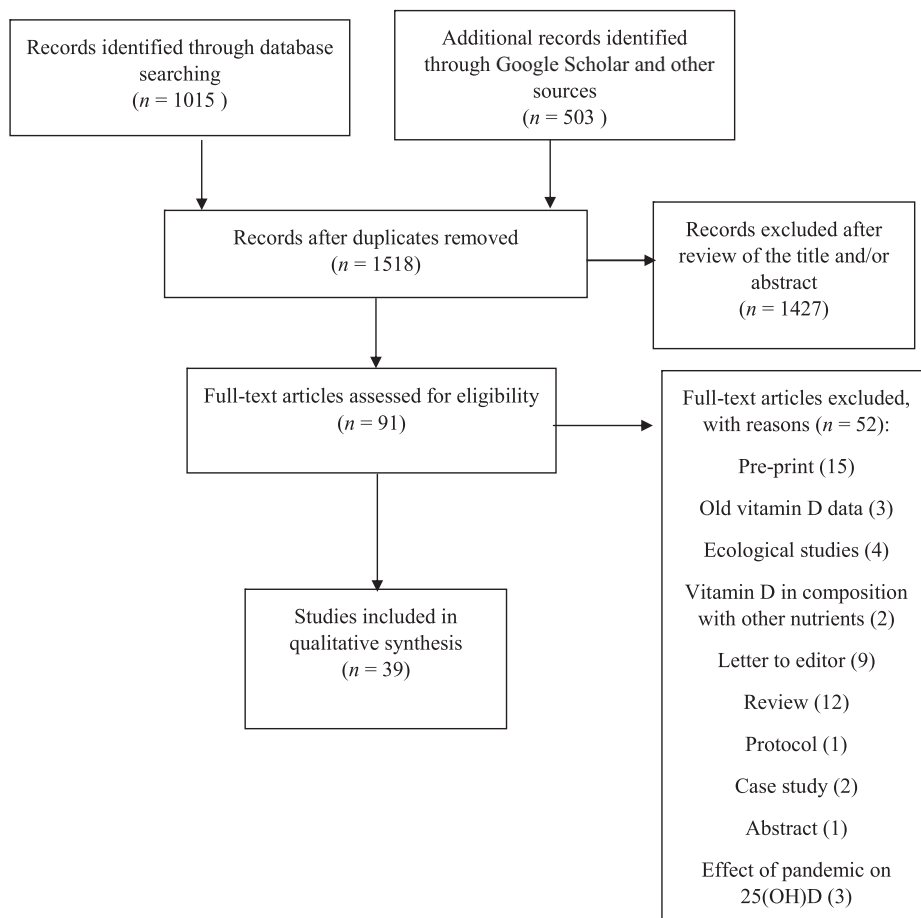 Records identified through database
searching
(n = 1015 )
Additional records identified
through Google Scholar and other
sources
(n = 503 )
Records after duplicates removed
(n = 1518)
Records excluded after
review of the title and/or
abstract
(n = 1427)
Full-text articles assessed for eligibility
(n = 91)
Full-text articles excluded,
with reasons (n = 52):
Pre-print (15)
Old vitamin D data (3)
Ecological studies (4)
Vitamin D in composition
with other nutrients (2)
Letter to editor (9)
Review (12)
Protocol (1)
Case study (2)
Abstract (1)
Effect of pandemic on
25(OH)D (3)
Studies included in
qualitative synthesis
(n = 39)